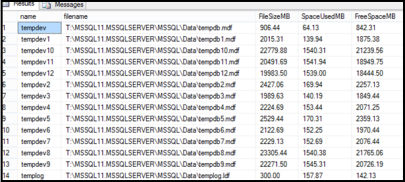 Results Messages
name filename FileSizeMB SpaceUsedMB FreeSpaceMB
1 tempdev T:\MSSQL11.MSSQLSERVER\MSSQL\Data\tempdb.mdf 906.44 64.13 842.31
2 tempdev1 T:\MSSQL11.MSSQLSERVER\MSSQL\Data\tempdb1.mdf 2015.31 139.94 1875.38
3 tempdev10 T:\MSSQL11.MSSQLSERVER\MSSQL\Data\tempdb10.mdf 22779.88 1540.31 21239.56
4 tempdev11 T:\MSSQL11.MSSQLSERVER\MSSQL\Data\tempdb11.mdf 20491.69 1541.94 18949.75
5 tempdev12 T:\MSSQL11.MSSQLSERVER\MSSQL\Data\tempdb12.mdf 19983.50 1539.00 18444.50
6 tempdev2 T:\MSSQL11.MSSQLSERVER\MSSQL\Data\tempdb2.mdf 2427.06 169.94 2257.13
7 tempdev3 T:\MSSQL11.MSSQLSERVER\MSSQL\Data\tempdb3.mdf 1989.63 140.19 1849.44
8 tempdev4 T:\MSSQL11.MSSQLSERVER\MSSQL\Data\tempdb4.mdf 2224.69 153.44 2071.25
9 tempdev5 T:\MSSQL11.MSSQLSERVER\MSSQL\Data\tempdb5.mdf 2529.44 170.31 2359.13
10 tempdev6 T:\MSSQL11.MSSQLSERVER\MSSQL\Data\tempdb6.mdf 2122.69 152.25 1970.44
11 tempdev7 T:\MSSQL11.MSSQLSERVER\MSSQL\Data\tempdb7.mdf 2229.13 152.69 2076.44
12 tempdev8 T:\MSSQL11.MSSQLSERVER\MSSQL\Data\tempdb8.mdf 23305.44 1540.38 21765.06
13 tempdev9 T:\MSSQL11.MSSQLSERVER\MSSQL\Data\tempdb9.mdf 22271.50 1545.31 20726.19
14 templog T:\MSSQL11.MSSQLSERVER\MSSQL\Data\templog.ldf 300.00 157.87 142.13